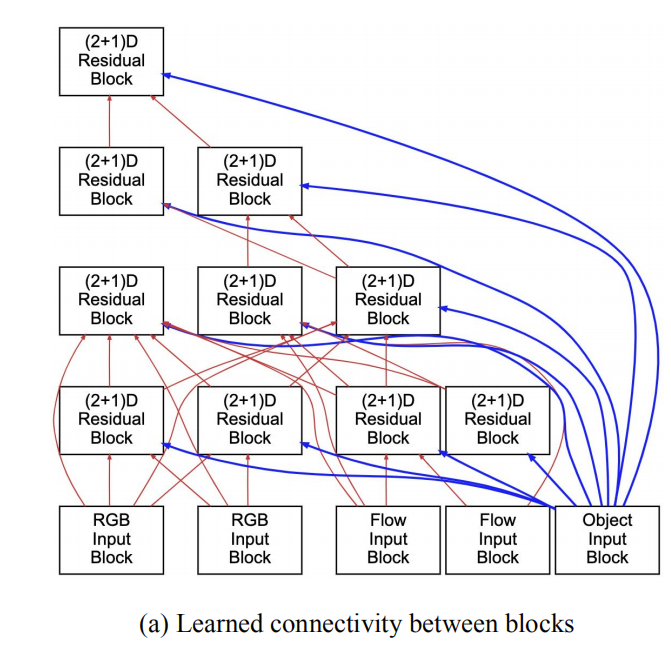 (2+1)D
Residual
Block
(2+1)D
Residual
Block
(2+1)D
Residual
Block
(2+1)D
Residual
Block
(2+1)D
Residual
Block
(2+1)D
Residual
Block
(2+1)D
Residual
Block
(2+1)D
Residual
Block
(2+1)D
Residual
Block
(2+1)D
Residual
Block
RGB
Input
Block
RGB
Input
Block
Flow
Input
Block
Flow
Input
Block
Object
Input
Block
(a) Learned connectivity between blocks